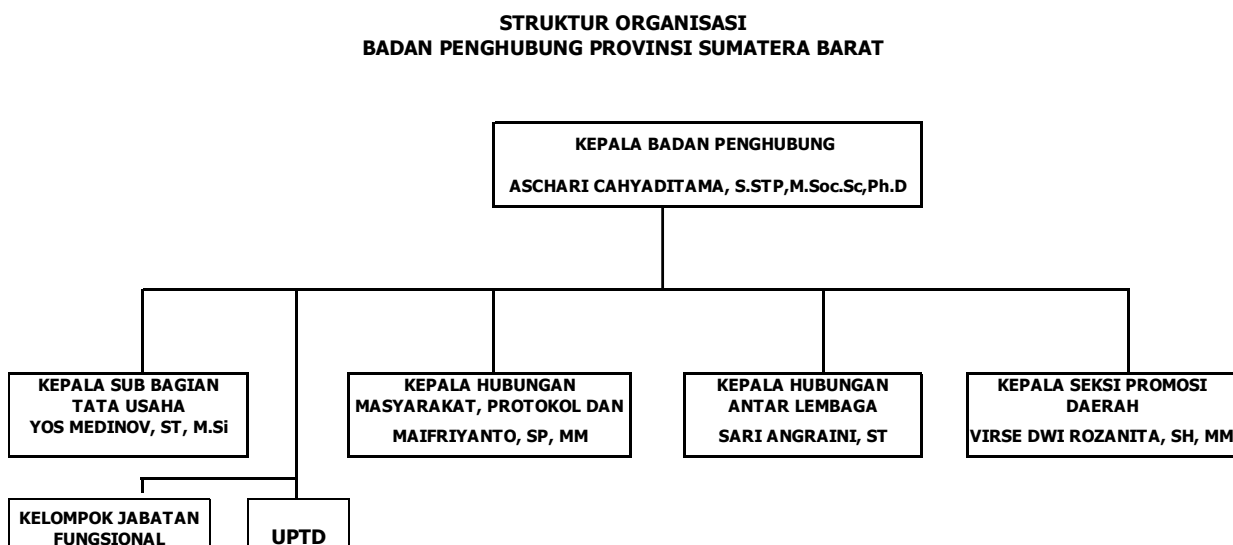 STRUKTUR ORGANISASI
BADAN PENGHUBUNG PROVINSI SUMATERA BARAT
KEPALA BADAN PENGHUBUNG
ASCHARI CAHYADITAMA, S.STP,M.Soc.Sc,Ph.D
KEPALA SUB BAGIAN
TATA USAHA
YOS MEDINOV, ST, M.Si
KEPALA HUBUNGAN
MASYARAKAT, PROTOKOL DAN
MAIFRIYANTO, SP, MM
KEPALA HUBUNGAN
ANTAR LEMBAGA
SARI ANGRAINI, ST
KEPALA SEKSI PROMOSI
DAERAH
VIRSE DWI ROZANITA, SH, MM
KELOMPOK JABATAN
FUNGSIONAL
UPTD